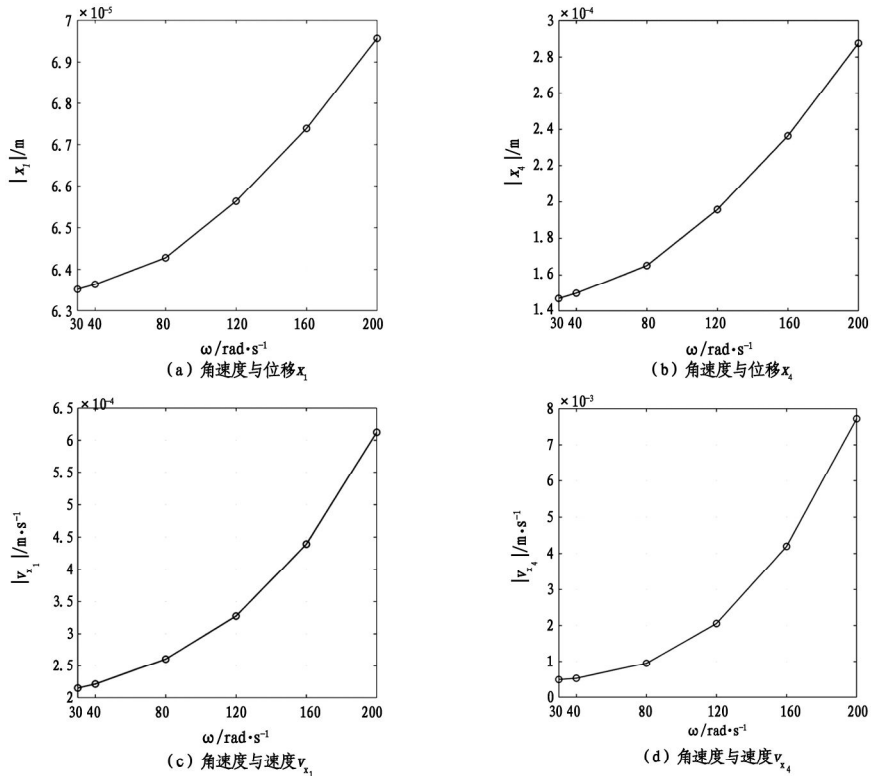 ×10⁻⁵
7
6.95
6.85
6.7
6.6
6.5
6.4
6.3
|x₁|/m
30 40 80 120 160 200
ω/rad·s⁻¹
(a) 角速度与位移x₁
×10⁻⁴
3
2.8
2.6
2.4
2.2
2
1.8
1.6
1.4
|x₄|/m
30 40 80 120 160 200
ω/rad·s⁻¹
(b) 角速度与位移x₄
×10⁻⁴
6.5
6
5.5
5
4.5
4
3.5
3
2.5
2
|vₓ₁|/m·s⁻¹
30 40 80 120 160 200
ω/rad·s⁻¹
(c) 角速度与速度vₓ₁
×10⁻³
8
7
6
5
4
3
2
1
0
|vₓ₄|/m·s⁻¹
30 40 80 120 160 200
ω/rad·s⁻¹
(d) 角速度与速度vₓ₄